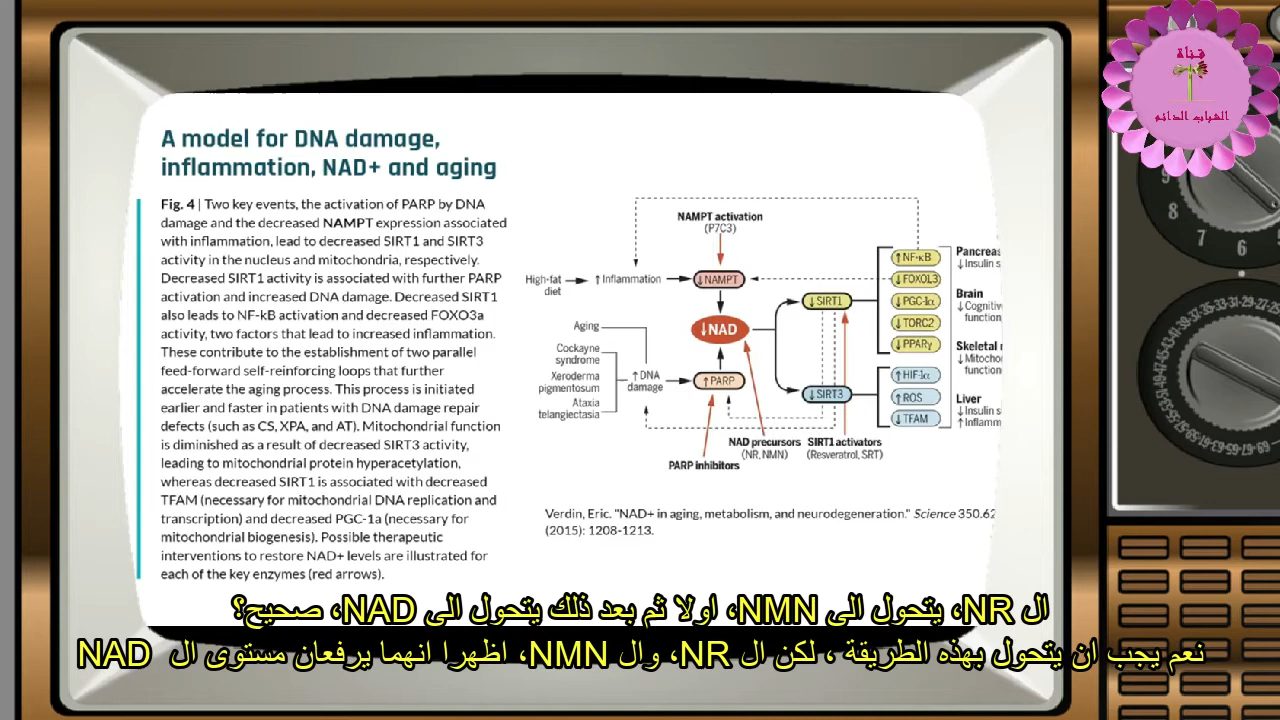 قناة
الشباب الدائم
A model for DNA damage,
inflammation, NAD+ and aging
Fig. 4 | Two key events, the activation of PARP by DNA
damage and the decreased NAMPT expression associated
with inflammation, lead to decreased SIRT1 and SIRT3
activity in the nucleus and mitochondria, respectively.
Decreased SIRT1 activity is associated with further PARP
activation and increased DNA damage. Decreased SIRT1
also leads to NF-kB activation and decreased FOXO3a
activity, two factors that lead to increased inflammation.
These contribute to the establishment of two parallel
feed-forward self-reinforcing loops that further
accelerate the aging process. This process is initiated
earlier and faster in patients with DNA damage repair
defects (such as CS, XPA, and AT). Mitochondrial function
is diminished as a result of decreased SIRT3 activity,
leading to mitochondrial protein hyperacetylation,
whereas decreased SIRT1 is associated with decreased
TFAM (necessary for mitochondrial DNA replication and
transcription) and decreased PGC-1a (necessary for
mitochondrial biogenesis). Possible therapeutic
interventions to restore NAD+ levels are illustrated for
each of the key enzymes (red arrows).
NAMPT activation
(P7C3)
High-fat
diet
↑ Inflammation
↓NAMPT
↓NAD
↑PARP
Aging
Cockayne
syndrome
Xeroderma
pigmentosum
Ataxia
telangiectasia
↑DNA
damage
↓SIRT1
↓SIRT3
↑NF-κB
↓FOXOL3
↓PGC-1α
↓TORC2
↓PPARγ
↑HIF-1α
↑ROS
↓TFAM
Pancreas
↓Insulin s
Brain
↓Cognitiv
function,
Skeletal m
↓Mitochon
function
Liver
↓Insulin s
↑Inflamm
NAD precursors
(NR, NMN)
SIRT1 activators
(Resveratrol, SRT)
PARP inhibitors
Verdin, Eric. "NAD+ in aging, metabolism, and neurodegeneration." Science 350.62
(2015): 1208-1213.
ال NR، يتحول الى NMN، اولا ثم بعد ذلك يتحول الى NAD، صحيح؟
نعم يجب ان يتحول بهذه الطريقة ، لكن ال NR، وال NMN، اظهرا انهما يرفعان مستوى ال NAD
9
8
7
6